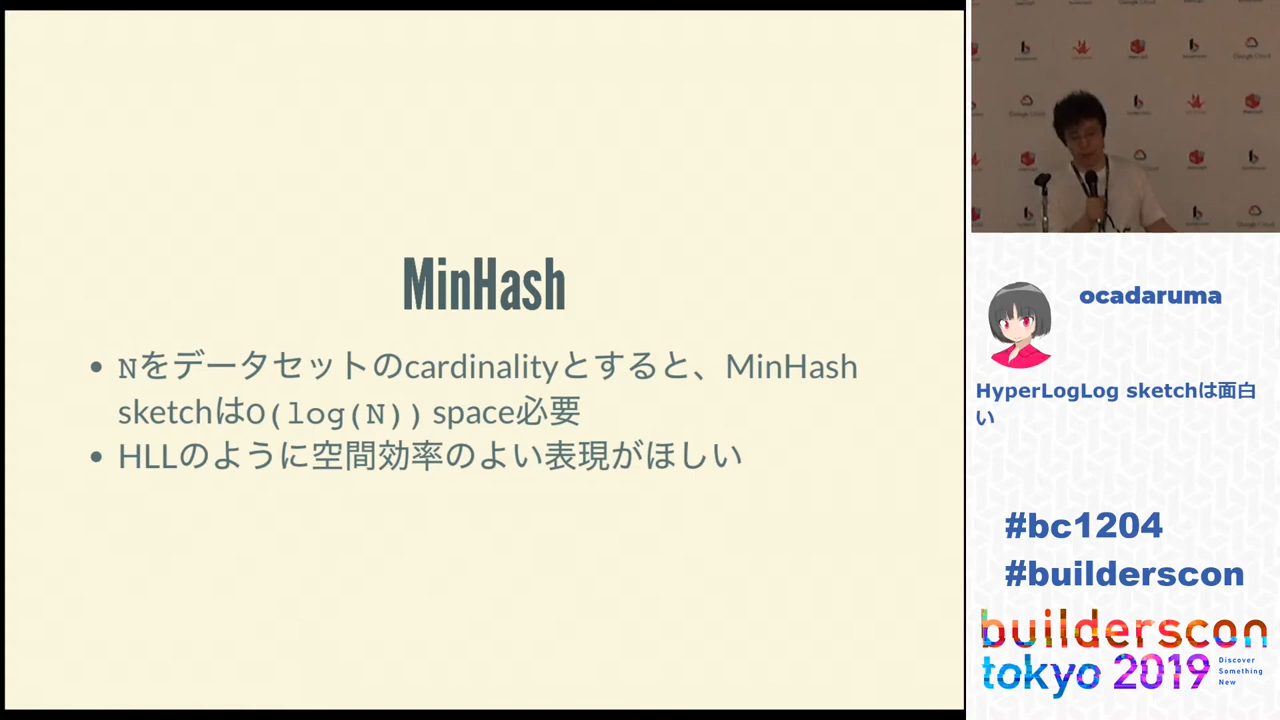 MinHash
• Nをデータセットのcardinalityとすると、MinHash
sketchはO(log(N)) space必要
• HLLのように空間効率のよい表現がほしい
ocadaruma
HyperLogLog sketchは面白
い
#bc1204
#builderscon
builderscon
tokyo 2019
Discover
Something
New